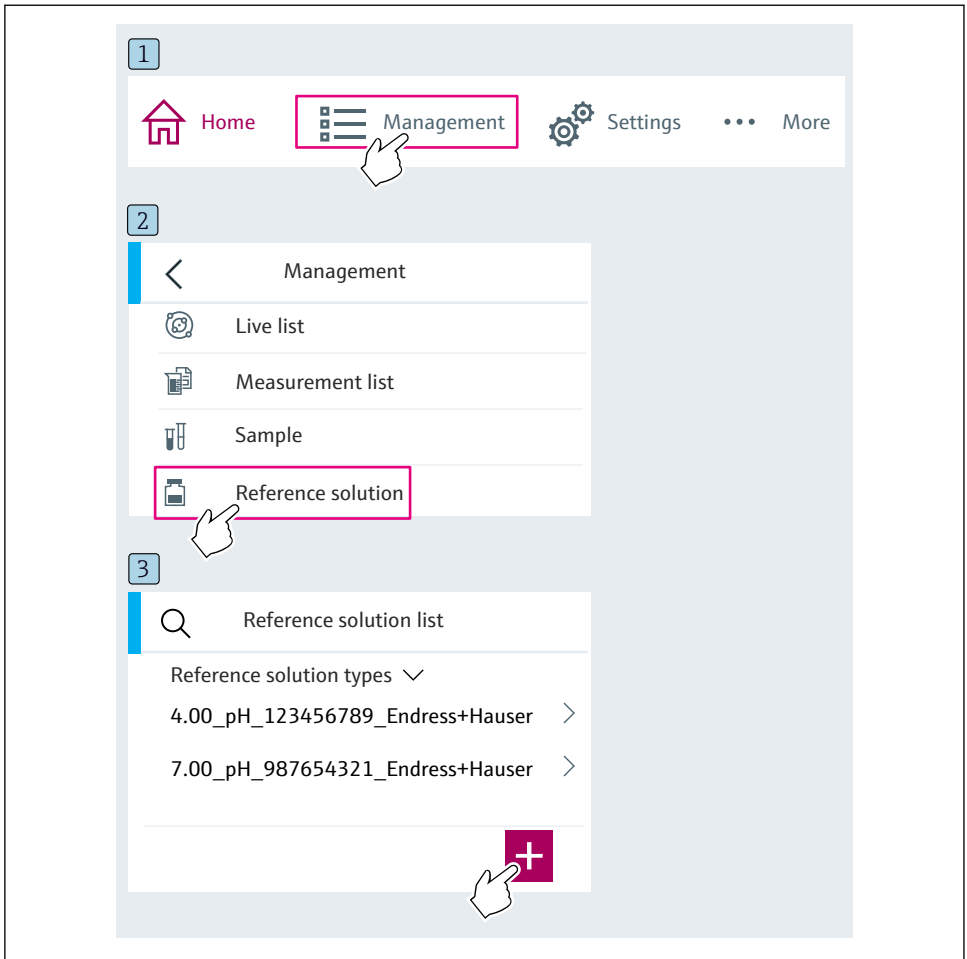 1
Home Management Settings More
2
Management
Live list
Measurement list
Sample
Reference solution
3
Reference solution list
Reference solution types
4.00_pH_123456789_Endress+Hauser
7.00_pH_987654321_Endress+Hauser